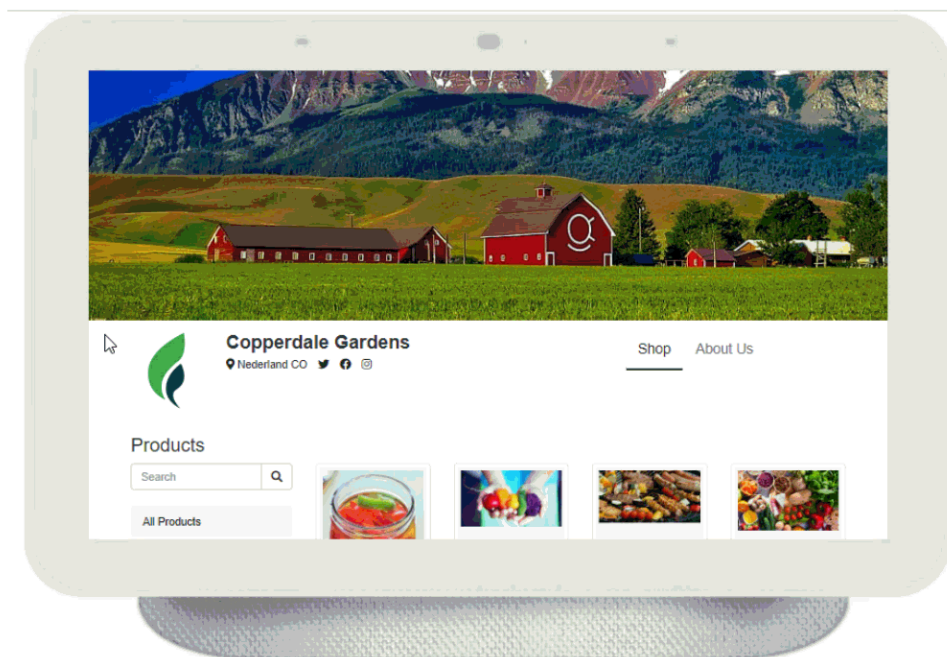 Copperdale Gardens
Nederland CO
Shop About Us
Products
Search
All Products